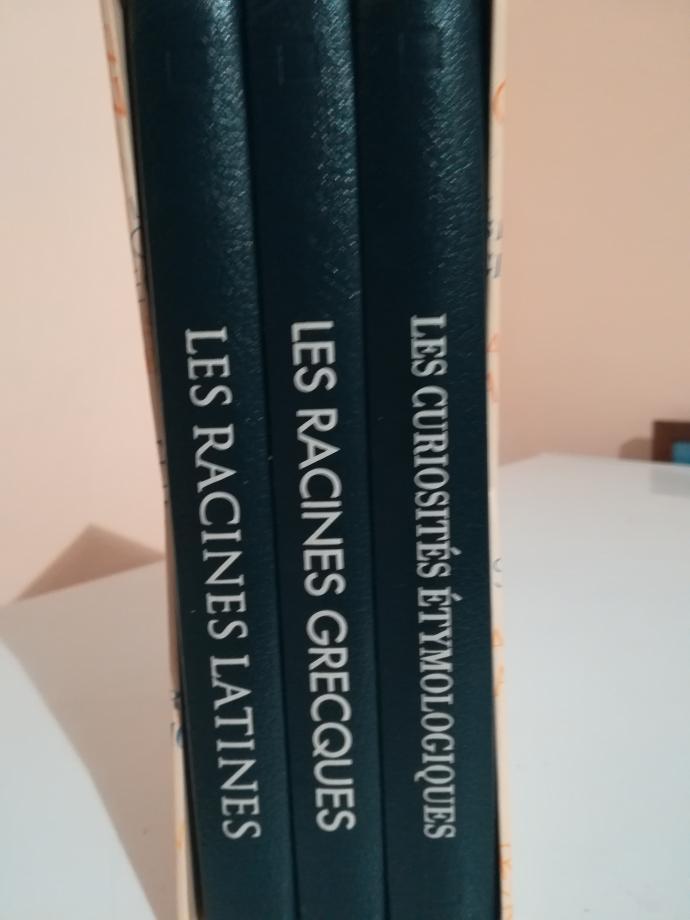 LES RACINES LATINES
LES RACINES GRECQUES
LES CURIOSITÉS ÉTYMOLOGIQUES